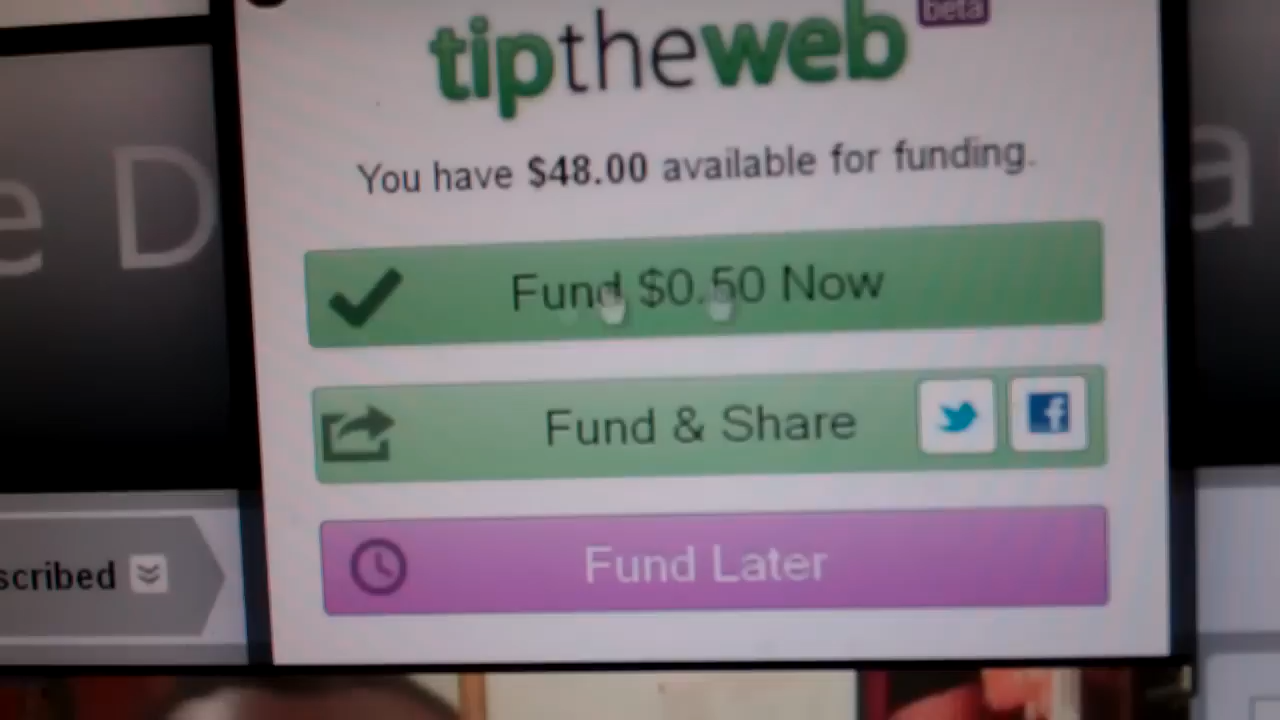 tiptheweb beta
You have $48.00 available for funding.
e D
a
Fund $0.50 Now
Fund & Share
scribed
Fund Later